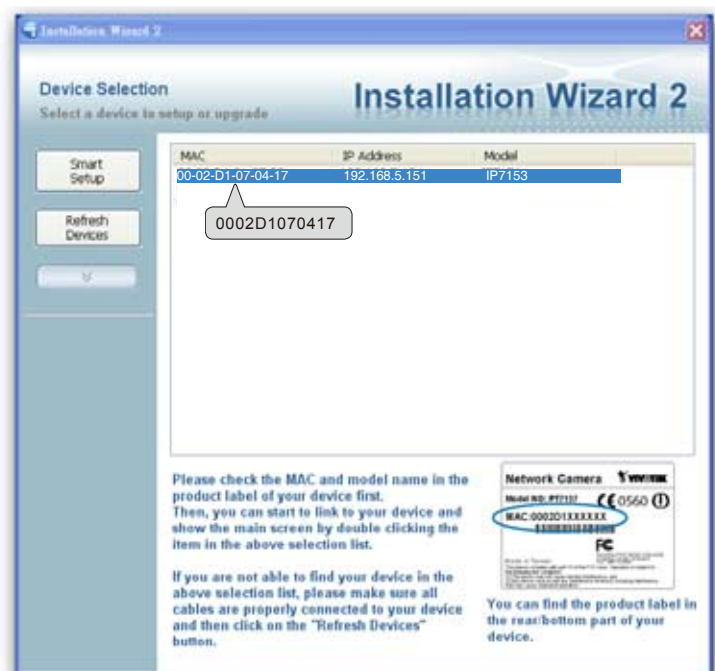 Installation Wizard 2
Device Selection
Select a device to setup or upgrade
Installation Wizard 2
Smart
Setup
Refresh
Devices
MAC IP Address Model
00-02-D1-07-04-17 192.168.5.151 IP7153
0002D1070417
Please check the MAC and model name in the
product label of your device first.
Then, you can start to link to your device and
show the main screen by double clicking the
item in the above selection list.
If you are not able to find your device in the
above selection list, please make sure all
cables are properly connected to your device
and then click on the "Refresh Devices"
button.
Network Camera VIVOTEK
Model NO: CE0560
MAC:0002D1XXXXXX
FC
Made in Taiwan
You can find the product label in
the rear/bottom part of your
device.